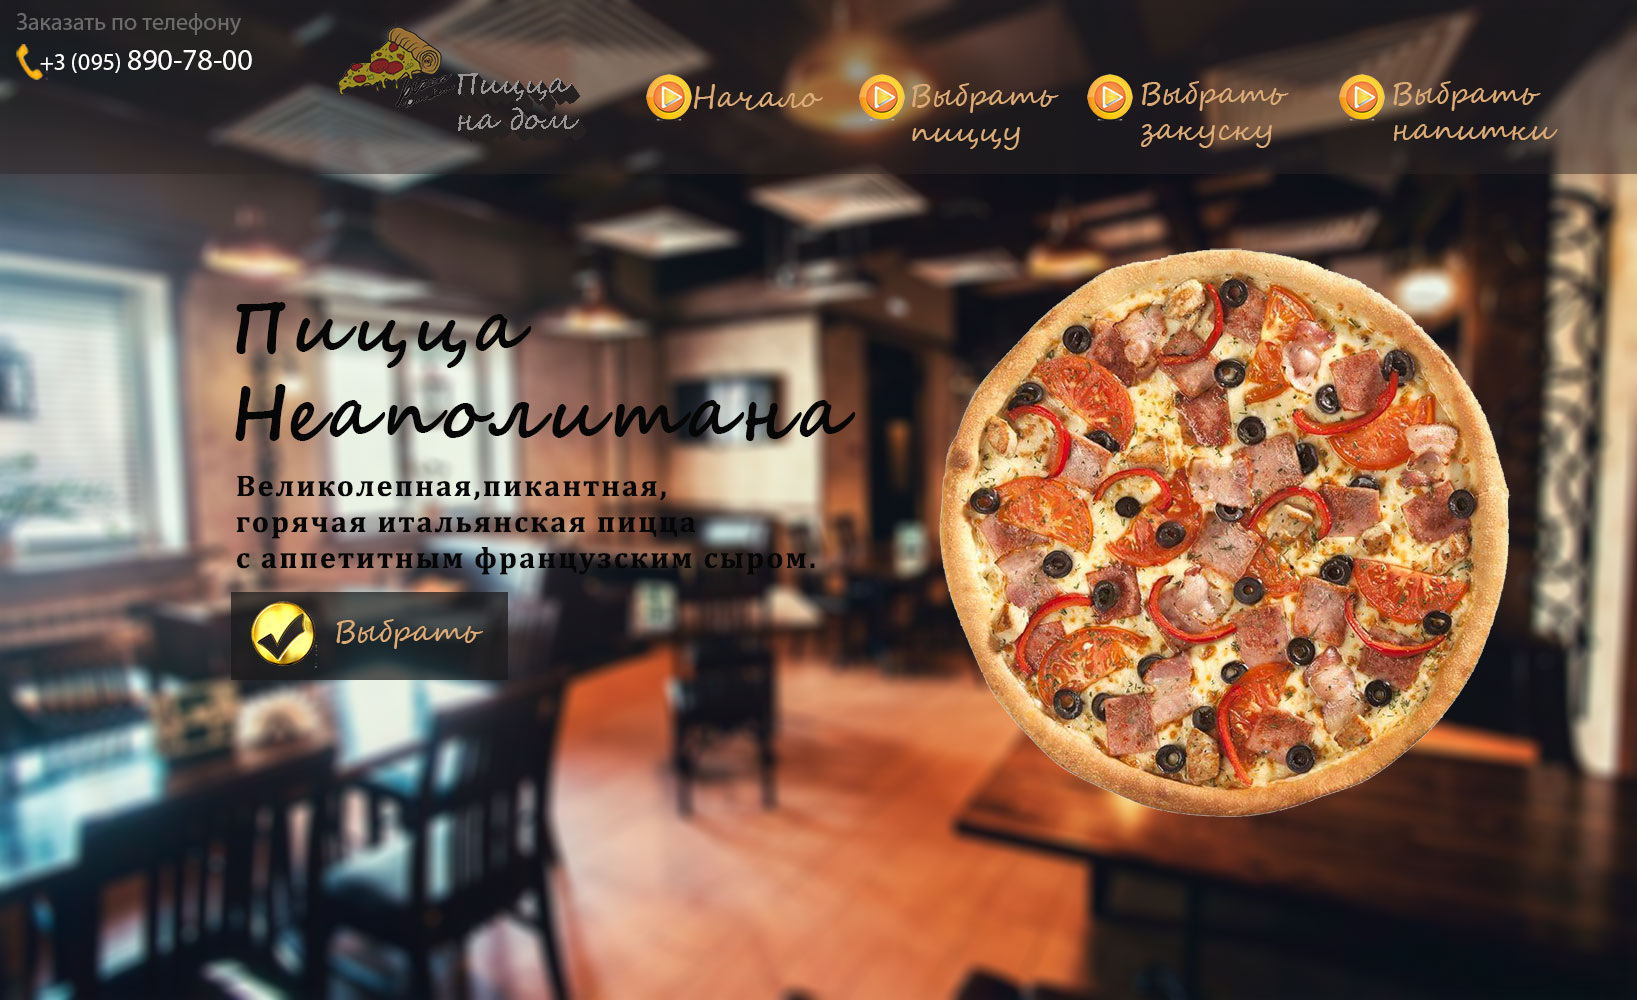 Заказать по телефону
+3 (095) 890-78-00
Пицца
на дом
Начало
Выбрать
пиццу
Выбрать
закуску
Выбрать
напитки
Пицца
Неаполитана
Великолепная,пикантная,
горячая итальянская пицца
с аппетитным французским сыром.
Выбрать